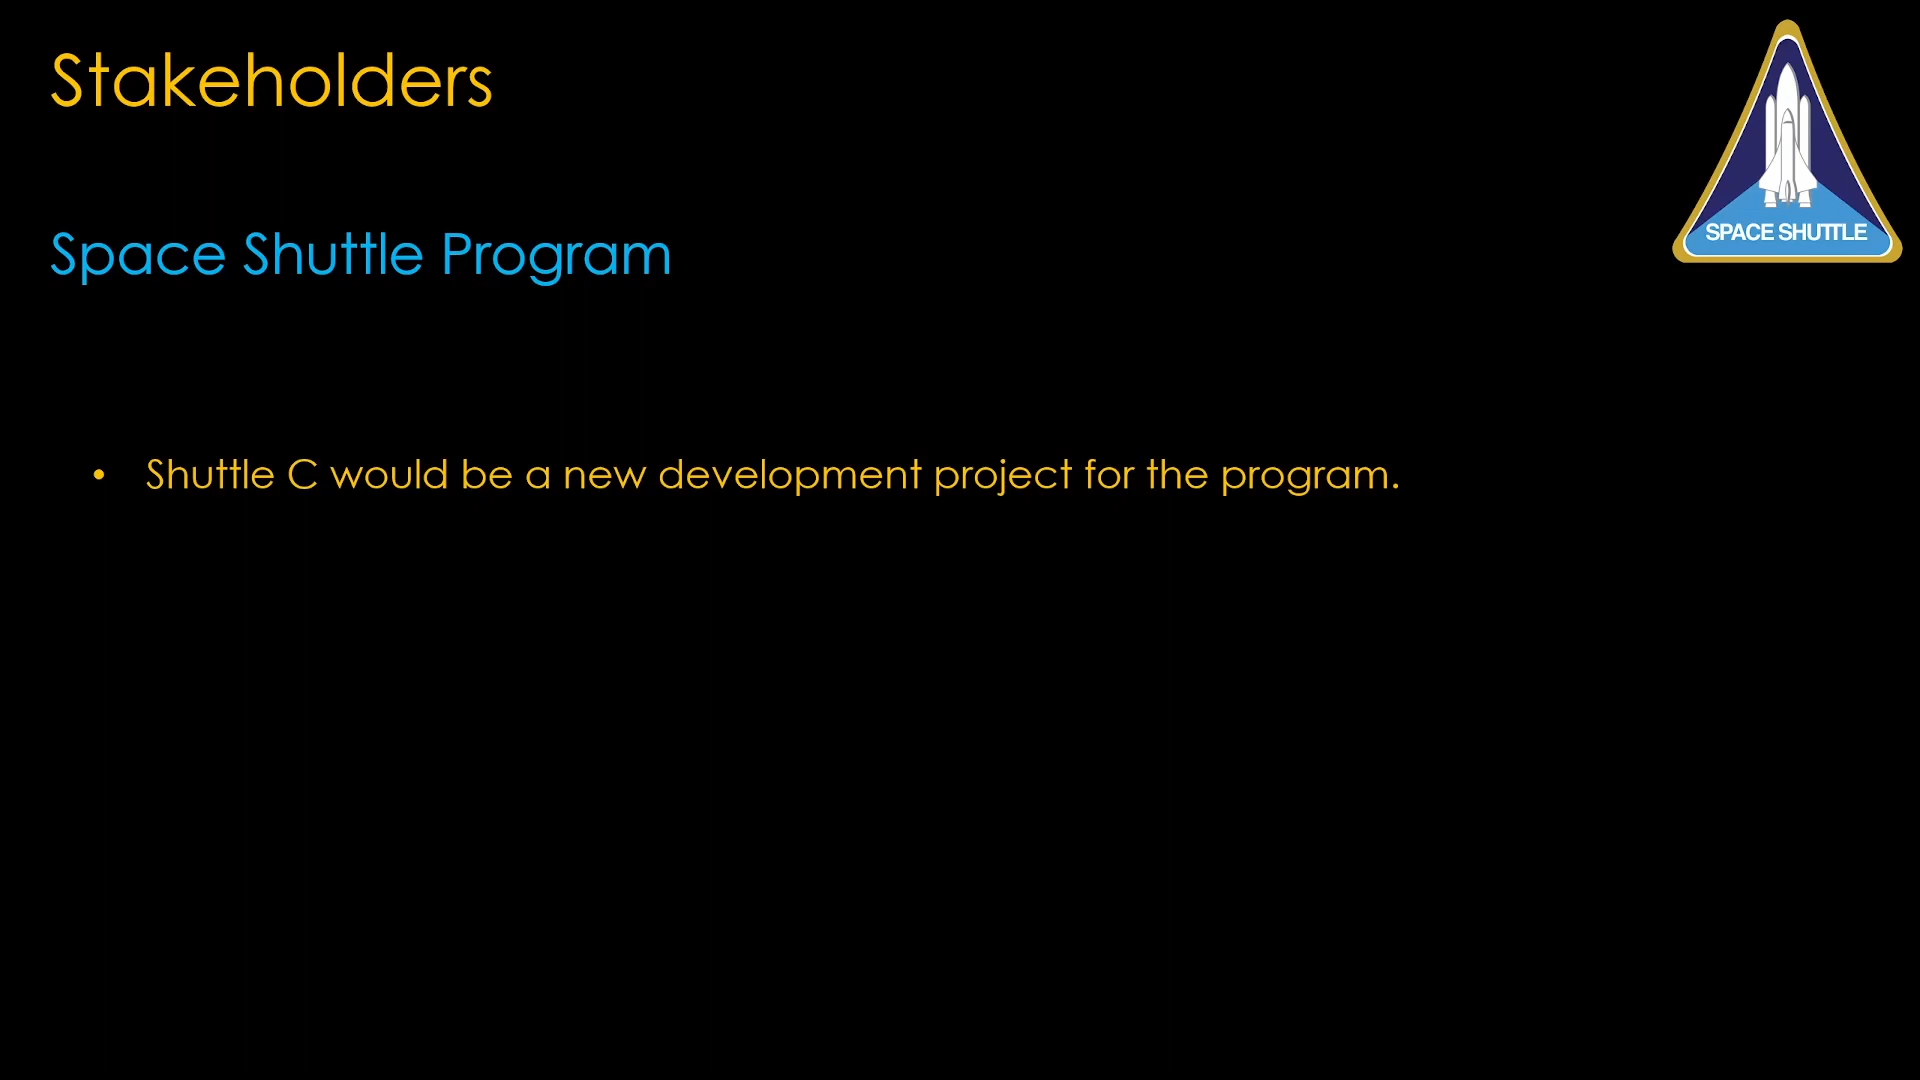 Stakeholders
SPACE SHUTTLE
Space Shuttle Program
• Shuttle C would be a new development project for the program.